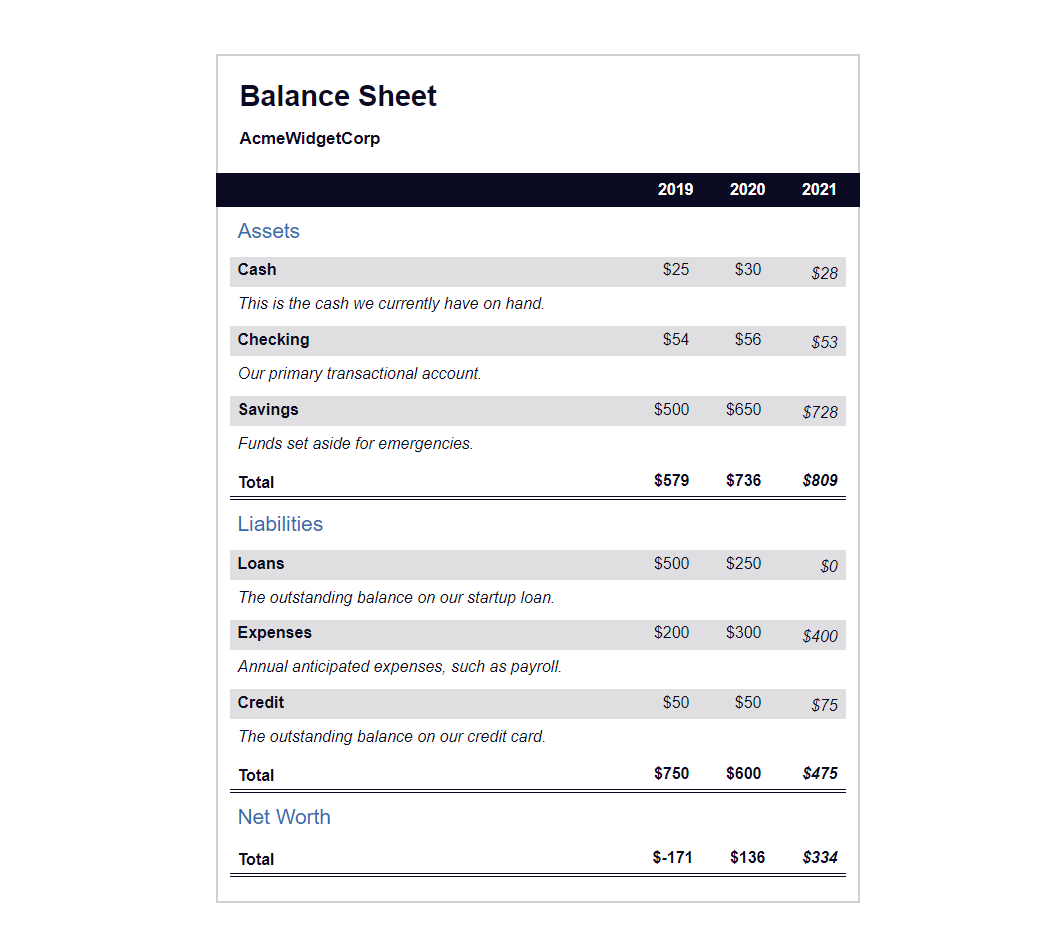 Balance Sheet
AcmeWidgetCorp
2019 2020 2021
Assets
Cash $25 $30 $28
This is the cash we currently have on hand.
Checking $54 $56 $53
Our primary transactional account.
Savings $500 $650 $728
Funds set aside for emergencies.
Total $579 $736 $809
Liabilities
Loans $500 $250 $0
The outstanding balance on our startup loan.
Expenses $200 $300 $400
Annual anticipated expenses, such as payroll.
Credit $50 $50 $75
The outstanding balance on our credit card.
Total $750 $600 $475
Net Worth
Total $-171 $136 $334